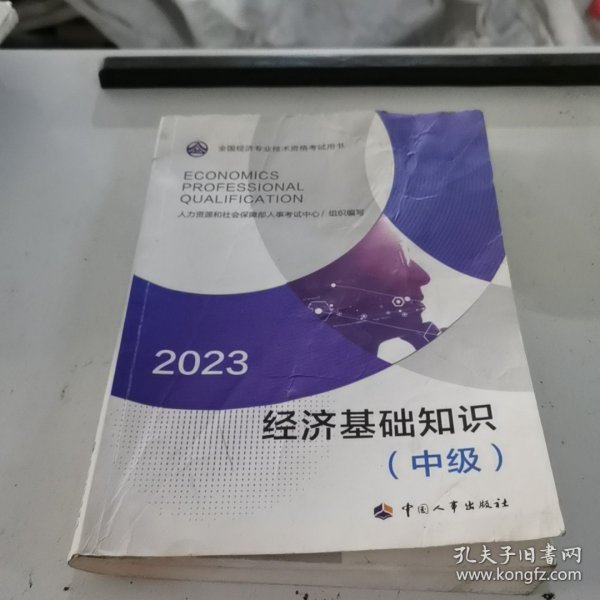 全国经济专业技术资格考试用书
ECONOMICS
PROFESSIONAL
QUALIFICATION
人力资源和社会保障部人事考试中心/组织编写
2023
经济基础知识
(中级)
中国人事出版社
孔夫子旧书网
www.kongfz.com